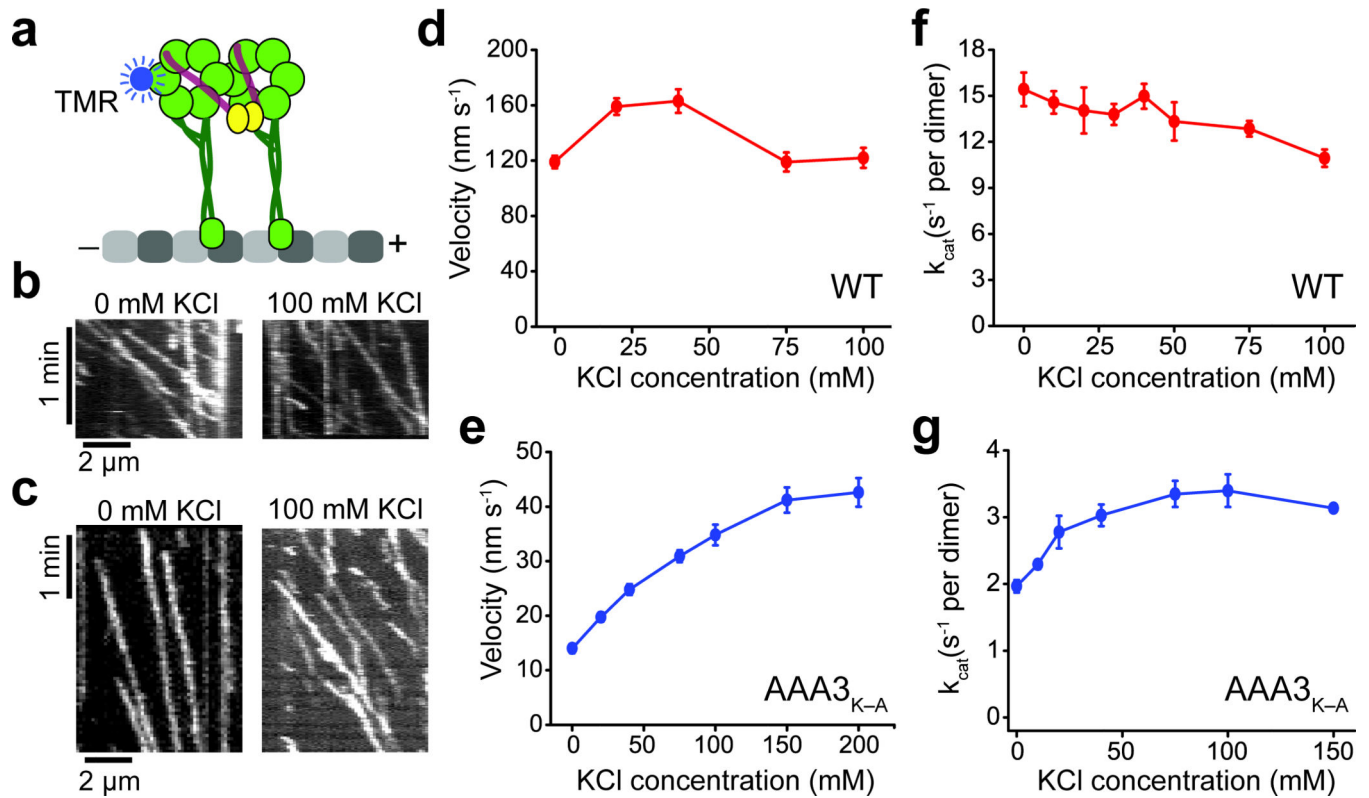 a
TMR
–
+
b
0 mM KCl
100 mM KCl
1 min
2 µm
c
0 mM KCl
100 mM KCl
1 min
2 µm
d
Velocity (nm s⁻¹)
200
160
120
80
40
0
WT
0
25
50
75
100
KCl concentration (mM)
e
Velocity (nm s⁻¹)
50
40
30
20
10
0
AAA3K–A
0
50
100
150
200
KCl concentration (mM)
f
kcat(s⁻¹ per dimer)
18
15
12
9
6
3
0
WT
0
25
50
75
100
KCl concentration (mM)
g
kcat(s⁻¹ per dimer)
4
3
2
1
0
AAA3K–A
0
50
100
150
KCl concentration (mM)